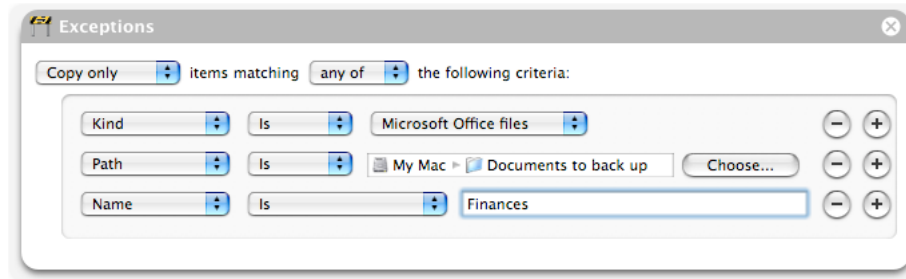 Exceptions
Copy only items matching any of the following criteria:
Kind Is Microsoft Office files
Path Is My Mac Documents to back up Choose...
Name Is Finances